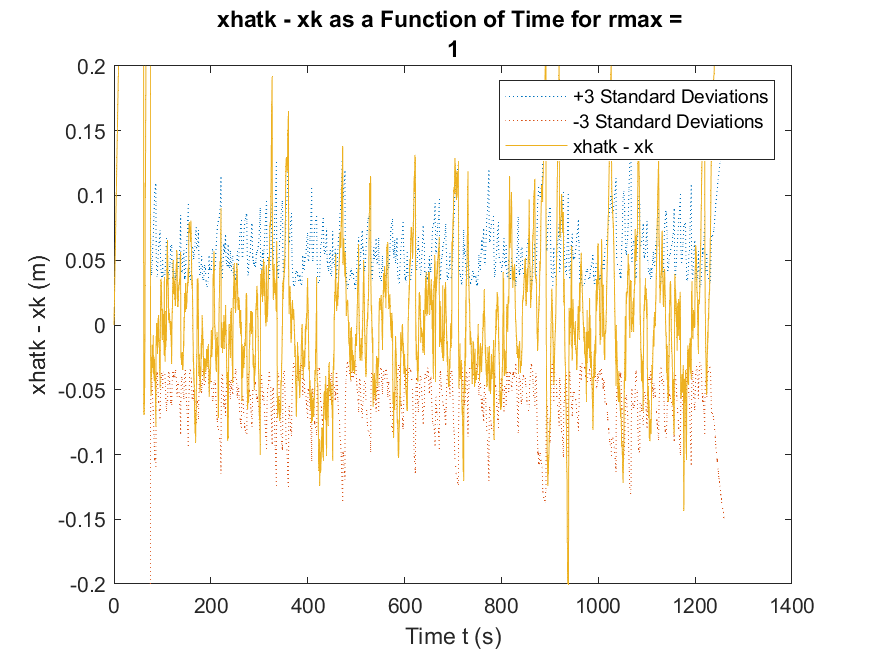 xhatk - xk as a Function of Time for rmax =
1
0.2
0.15
0.1
0.05
0
-0.05
-0.1
-0.15
-0.2
xhatk - xk (m)
+3 Standard Deviations
-3 Standard Deviations
xhatk - xk
0 200 400 600 800 1000 1200 1400
Time t (s)